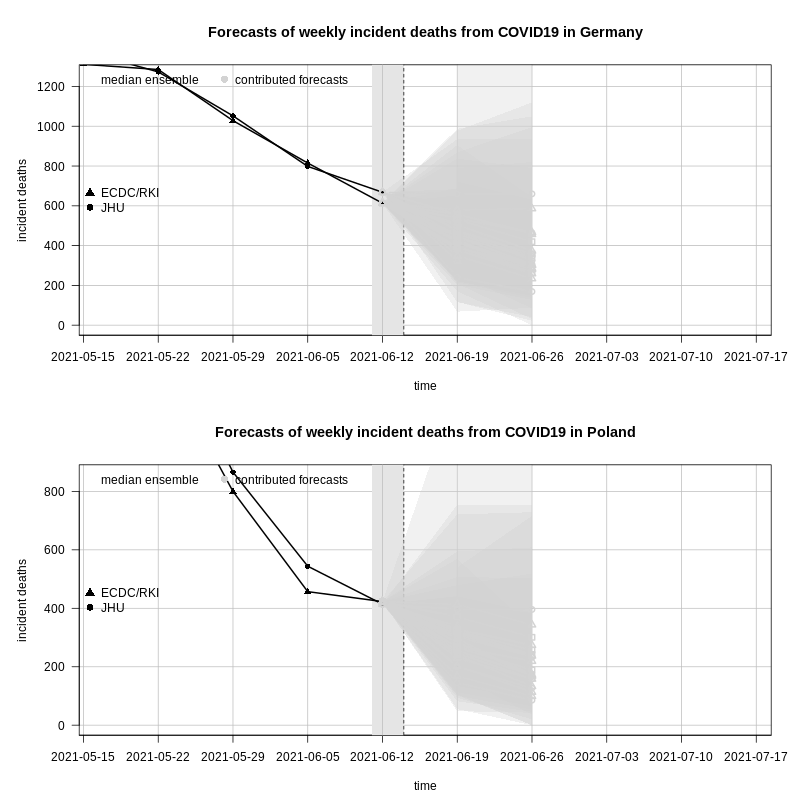 Forecasts of weekly incident deaths from COVID19 in Germany
median ensemble contributed forecasts
1200
1000
800
600
400
200
0
incident deaths
ECDC/RKI
JHU
2021-05-15 2021-05-22 2021-05-29 2021-06-05 2021-06-12 2021-06-19 2021-06-26 2021-07-03 2021-07-10 2021-07-17
time
Forecasts of weekly incident deaths from COVID19 in Poland
median ensemble contributed forecasts
800
600
400
200
0
incident deaths
ECDC/RKI
JHU
2021-05-15 2021-05-22 2021-05-29 2021-06-05 2021-06-12 2021-06-19 2021-06-26 2021-07-03 2021-07-10 2021-07-17
time